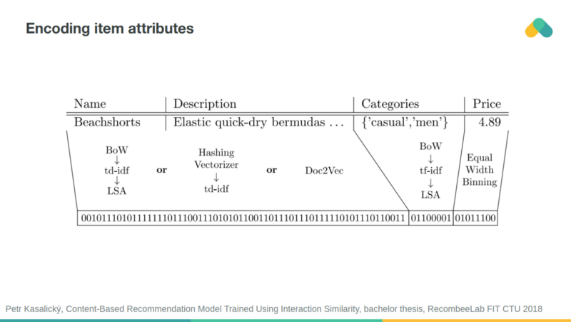 Encoding item attributes
Name Description Categories Price
Beachshorts Elastic quick-dry bermudas ... {'casual','men'} 4.89
BoW
↓
td-idf
↓
LSA
or
Hashing
Vectorizer
↓
td-idf
or
Doc2Vec
BoW
↓
tf-idf
↓
LSA
Equal
Width
Binning
01100001 01011100
Petr Kasalický, Content-Based Recommendation Model Trained Using Interaction Similarity, bachelor thesis, RecombeeLab FIT CTU 2018